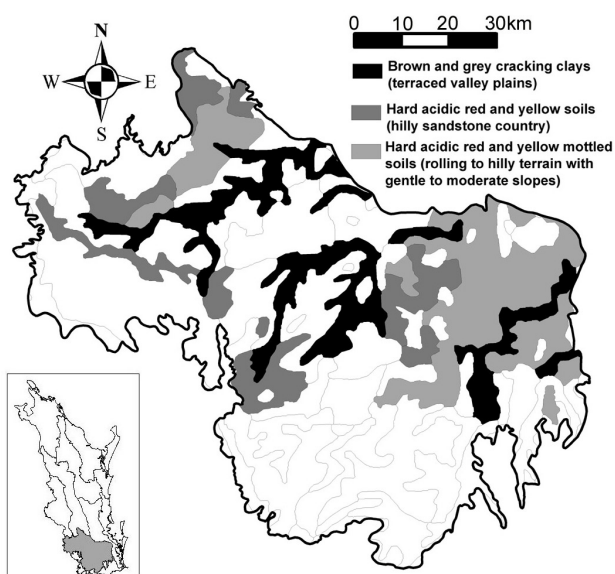 0 10 20 30km
N
W E
S
Brown and grey cracking clays
(terraced valley plains)
Hard acidic red and yellow soils
(hilly sandstone country)
Hard acidic red and yellow mottled
soils (rolling to hilly terrain with
gentle to moderate slopes)